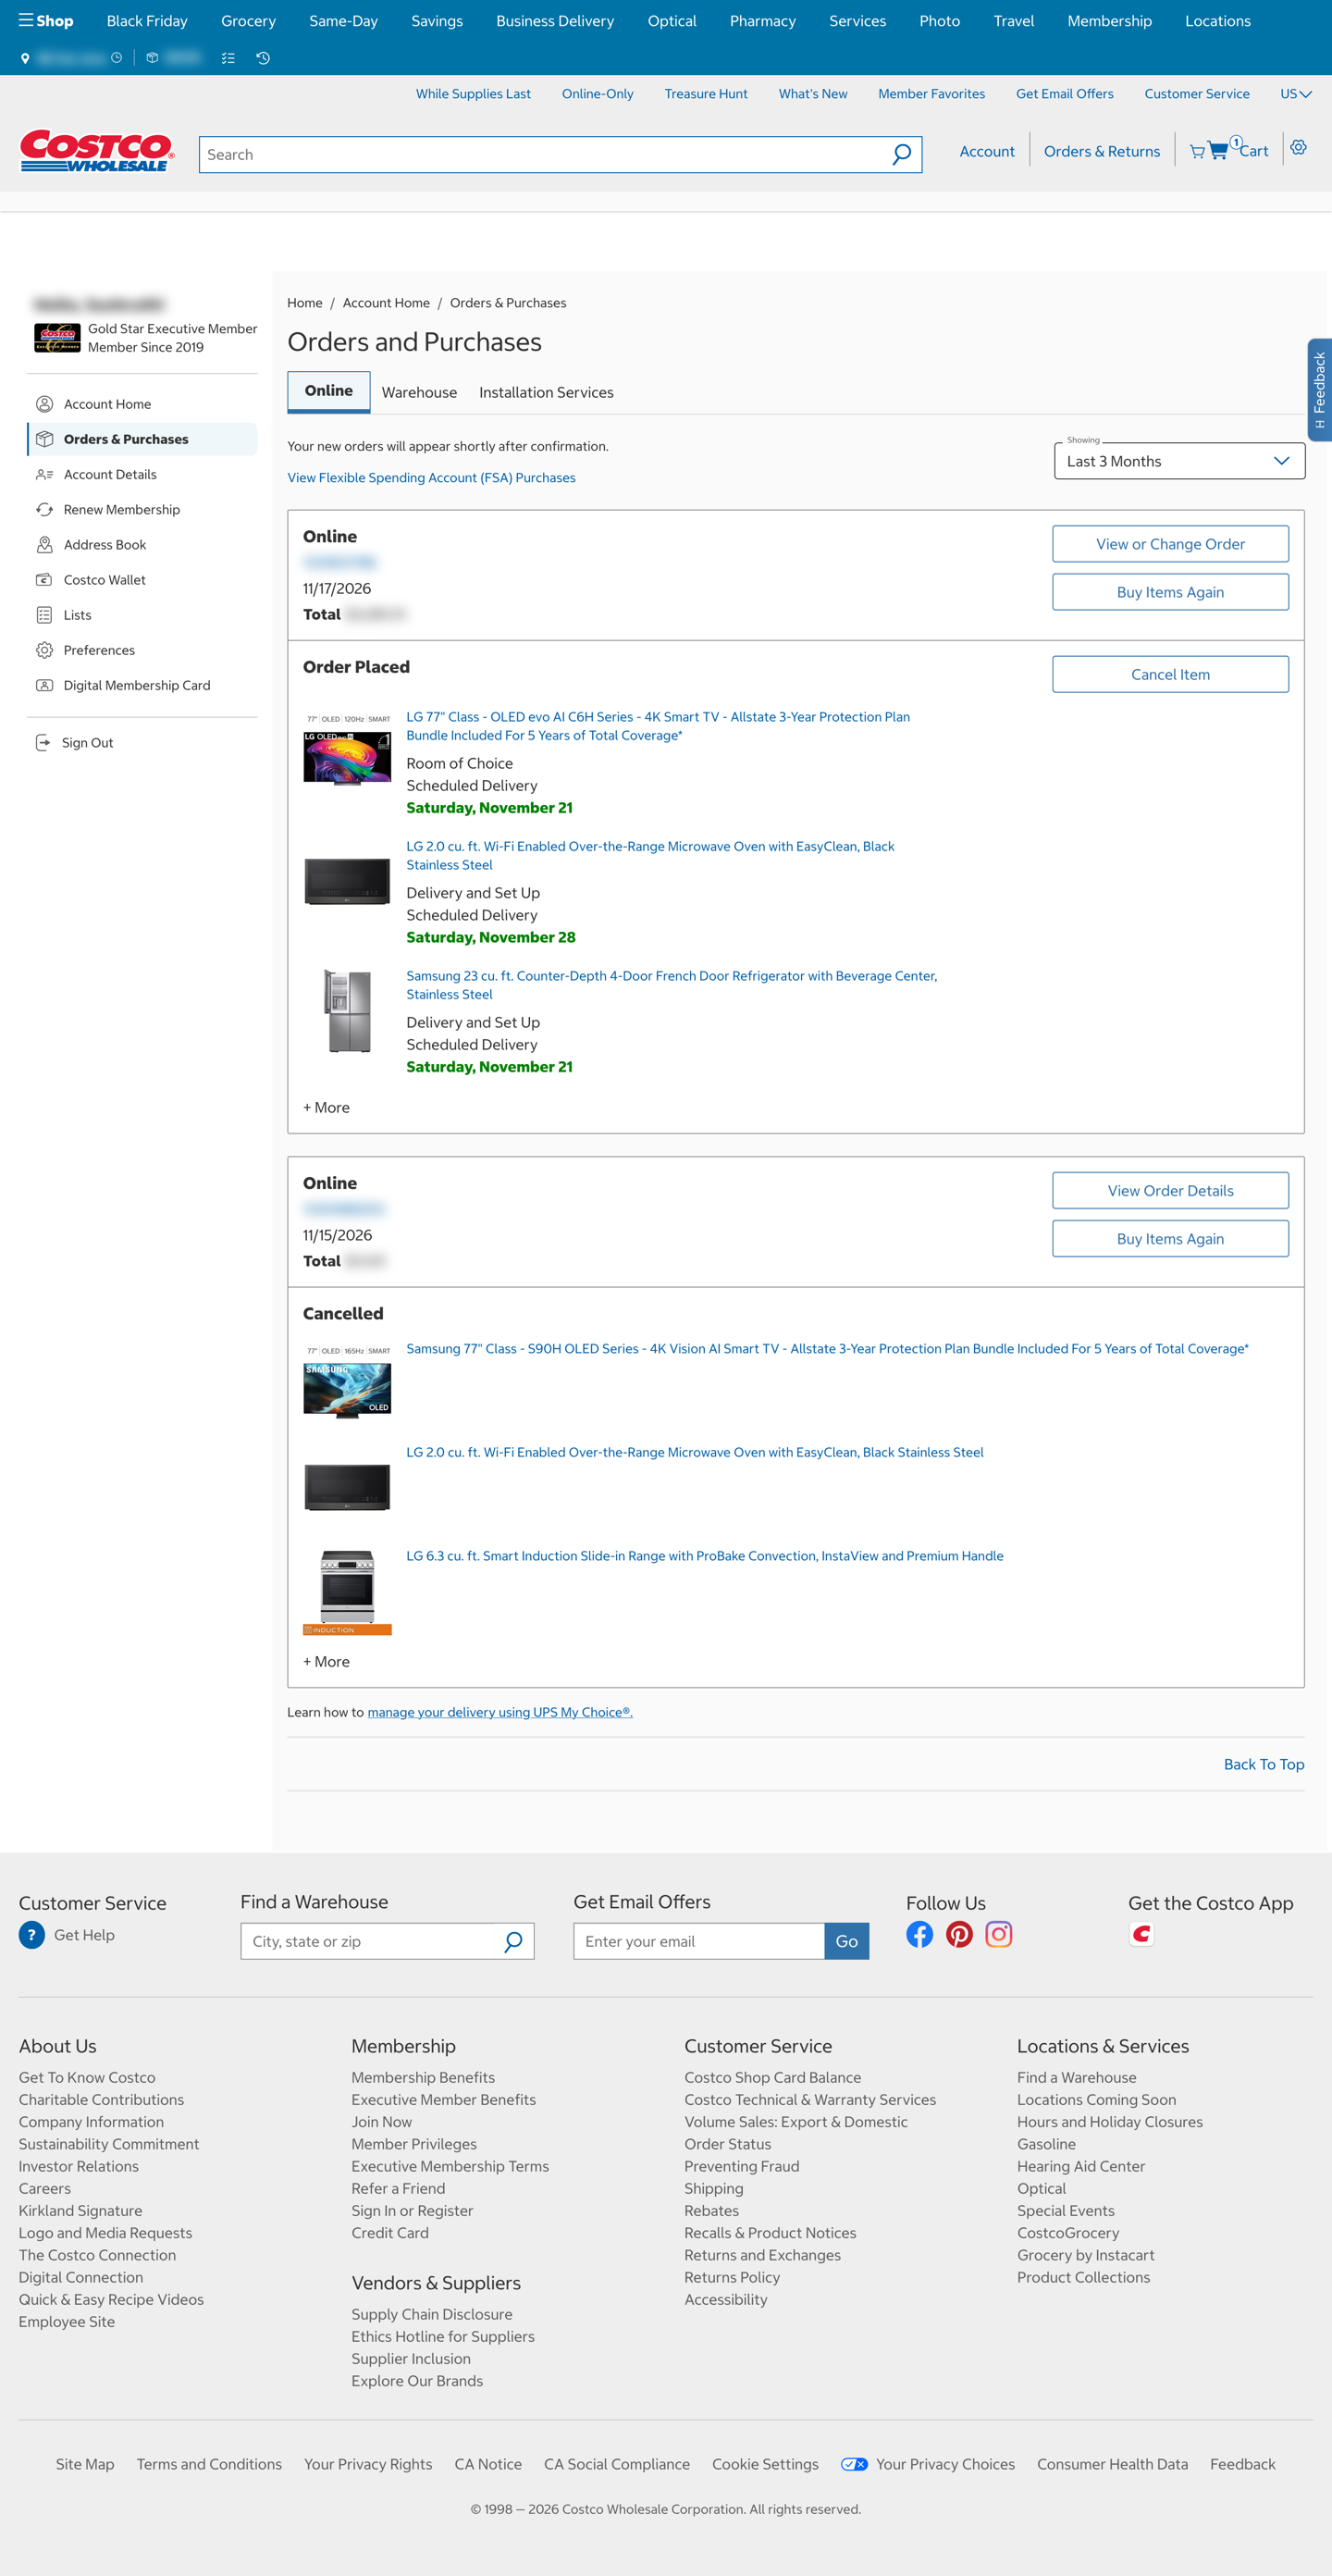 Shop Black Friday Grocery Same-Day Savings Business Delivery Optical Pharmacy Services Photo Travel Membership Locations
While Supplies Last Online-Only Treasure Hunt What's New Member Favorites Get Email Offers Customer Service US
COSTCO
WHOLESALE
Search
Account Orders & Returns 1 Cart
Gold Star Executive Member
Member Since 2019
Account Home
Orders & Purchases
Account Details
Renew Membership
Address Book
Costco Wallet
Lists
Preferences
Digital Membership Card
Sign Out
Home / Account Home / Orders & Purchases
Orders and Purchases
Online Warehouse Installation Services
Your new orders will appear shortly after confirmation.
View Flexible Spending Account (FSA) Purchases
Showing
Last 3 Months
Feedback
Online
11/17/2026
Total
View or Change Order
Buy Items Again
Order Placed
Cancel Item
77" OLED 120Hz SMART
LG OLED evo AI
LG 77" Class - OLED evo AI C6H Series - 4K Smart TV - Allstate 3-Year Protection Plan
Bundle Included For 5 Years of Total Coverage*
Room of Choice
Scheduled Delivery
Saturday, November 21
LG 2.0 cu. ft. Wi-Fi Enabled Over-the-Range Microwave Oven with EasyClean, Black
Stainless Steel
Delivery and Set Up
Scheduled Delivery
Saturday, November 28
Samsung 23 cu. ft. Counter-Depth 4-Door French Door Refrigerator with Beverage Center,
Stainless Steel
Delivery and Set Up
Scheduled Delivery
Saturday, November 21
+ More
Online
11/15/2026
Total
View Order Details
Buy Items Again
Cancelled
77" OLED 165Hz SMART
SAMSUNG
OLED
Samsung 77" Class - S90H OLED Series - 4K Vision AI Smart TV - Allstate 3-Year Protection Plan Bundle Included For 5 Years of Total Coverage*
LG 2.0 cu. ft. Wi-Fi Enabled Over-the-Range Microwave Oven with EasyClean, Black Stainless Steel
LG 6.3 cu. ft. Smart Induction Slide-in Range with ProBake Convection, InstaView and Premium Handle
INDUCTION
+ More
Learn how to manage your delivery using UPS My Choice®.
Back To Top
Customer Service
Get Help
Find a Warehouse
City, state or zip
Get Email Offers
Enter your email Go
Follow Us
Get the Costco App
About Us
Get To Know Costco
Charitable Contributions
Company Information
Sustainability Commitment
Investor Relations
Careers
Kirkland Signature
Logo and Media Requests
The Costco Connection
Digital Connection
Quick & Easy Recipe Videos
Employee Site
Membership
Membership Benefits
Executive Member Benefits
Join Now
Member Privileges
Executive Membership Terms
Refer a Friend
Sign In or Register
Credit Card
Vendors & Suppliers
Supply Chain Disclosure
Ethics Hotline for Suppliers
Supplier Inclusion
Explore Our Brands
Customer Service
Costco Shop Card Balance
Costco Technical & Warranty Services
Volume Sales: Export & Domestic
Order Status
Preventing Fraud
Shipping
Rebates
Recalls & Product Notices
Returns and Exchanges
Returns Policy
Accessibility
Locations & Services
Find a Warehouse
Locations Coming Soon
Hours and Holiday Closures
Gasoline
Hearing Aid Center
Optical
Special Events
CostcoGrocery
Grocery by Instacart
Product Collections
Site Map Terms and Conditions Your Privacy Rights CA Notice CA Social Compliance Cookie Settings Your Privacy Choices Consumer Health Data Feedback
© 1998 – 2026 Costco Wholesale Corporation. All rights reserved.